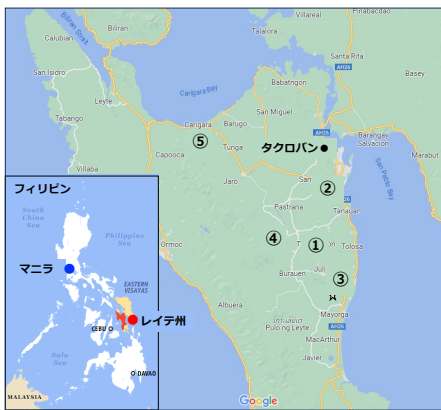 Pinabacdao
Villareal
Biliran
Biliran Strait
Talalora
Calubian
Santa Rita
AH26
San Isidro
Babatngon
Basey
Carigara Bay
Leyte
San Miguel
Tabango
Carigara
Barugo
AH26
Barangay
Salvacion
⑤
タクロバン
Capoocan
Tunga
San Pablo Bay
Marabut
Villaba
Jaro
②
26
フィリピン
Pastrana
Tanauan
South
China
Sea
Philippine
Sea
Ormoc
④
①
Tolosa
マニラ
Juli
Burauen
③
EASTERN
VISAYAS
Albuera
レイテ州
Mayorga
CEBU
Pulo ng Leyte
AH26
MacArthur
Sulu
Sea
Javier
DAVAO
MALAYSIA
Google